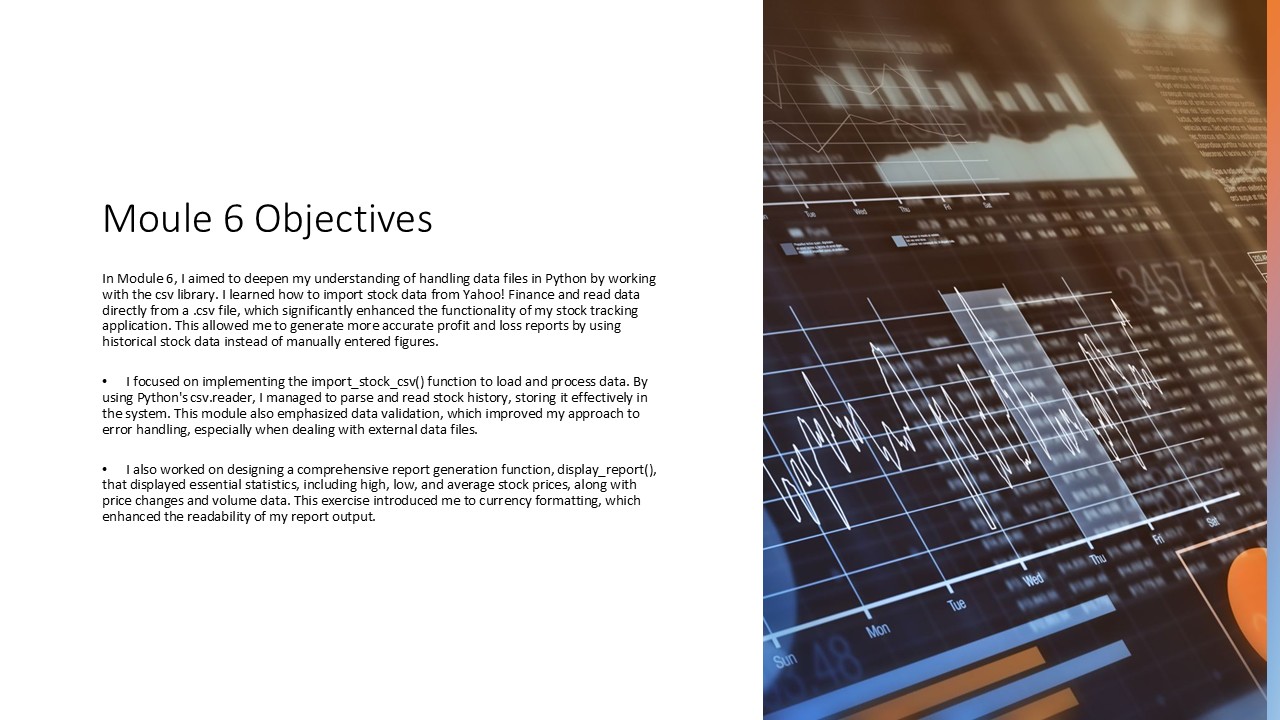 Moule 6 Objectives
In Module 6, I aimed to deepen my understanding of handling data files in Python by working
with the csv library. I learned how to import stock data from Yahoo! Finance and read data
directly from a .csv file, which significantly enhanced the functionality of my stock tracking
application. This allowed me to generate more accurate profit and loss reports by using
historical stock data instead of manually entered figures.
• I focused on implementing the import_stock_csv() function to load and process data. By
using Python's csv.reader, I managed to parse and read stock history, storing it effectively in
the system. This module also emphasized data validation, which improved my approach to
error handling, especially when dealing with external data files.
• I also worked on designing a comprehensive report generation function, display_report(),
that displayed essential statistics, including high, low, and average stock prices, along with
price changes and volume data. This exercise introduced me to currency formatting, which
enhanced the readability of my report output.
Tue Wed Thu Fri Sat
3457.71
Sun Mon Tue Wed Thu Fri Sat